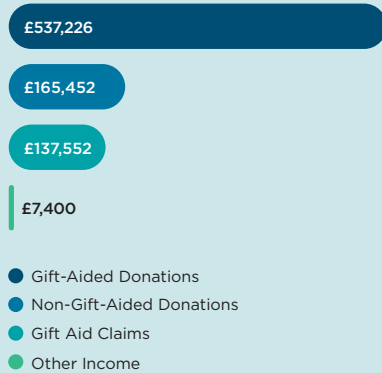 £537,226
£165,452
£137,552
£7,400
Gift-Aided Donations
Non-Gift-Aided Donations
Gift Aid Claims
Other Income